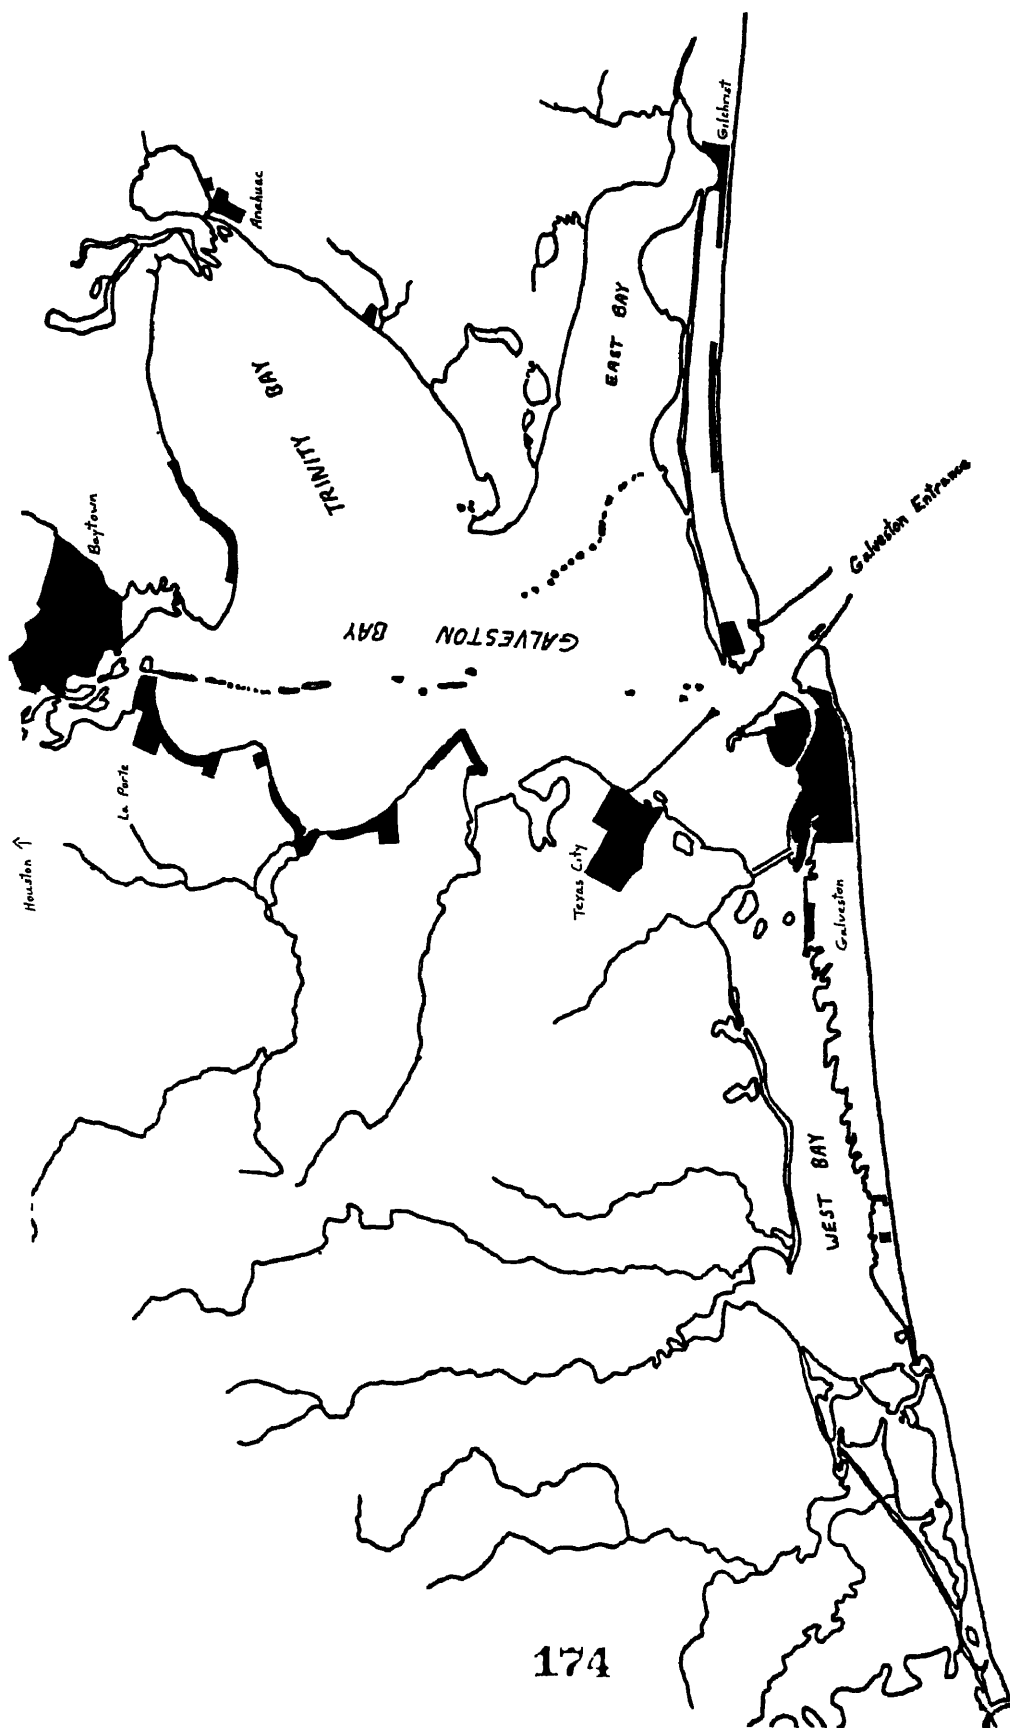 Gilchrist
Anahuac
EAST BAY
TRINITY BAY
Baytown
Galveston Entrance
GALVESTON BAY
La Porte
Houston ↑
Texas City
Galveston
WEST BAY
174